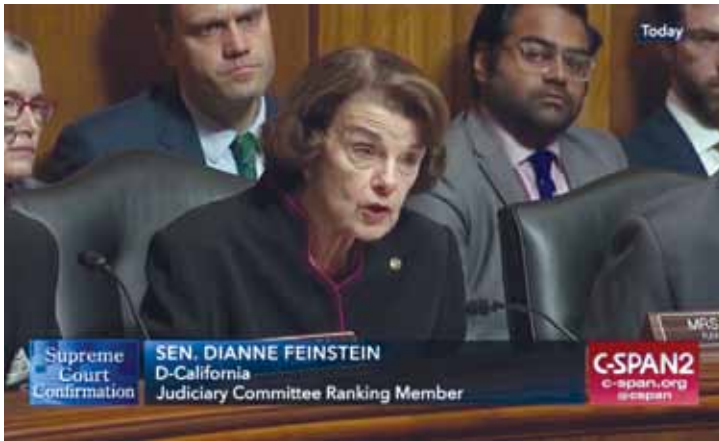 Today
Supreme
Court
Confirmation
SEN. DIANNE FEINSTEIN
D-California
Judiciary Committee Ranking Member
C-SPAN2
c-span.org
@cspan
MRS